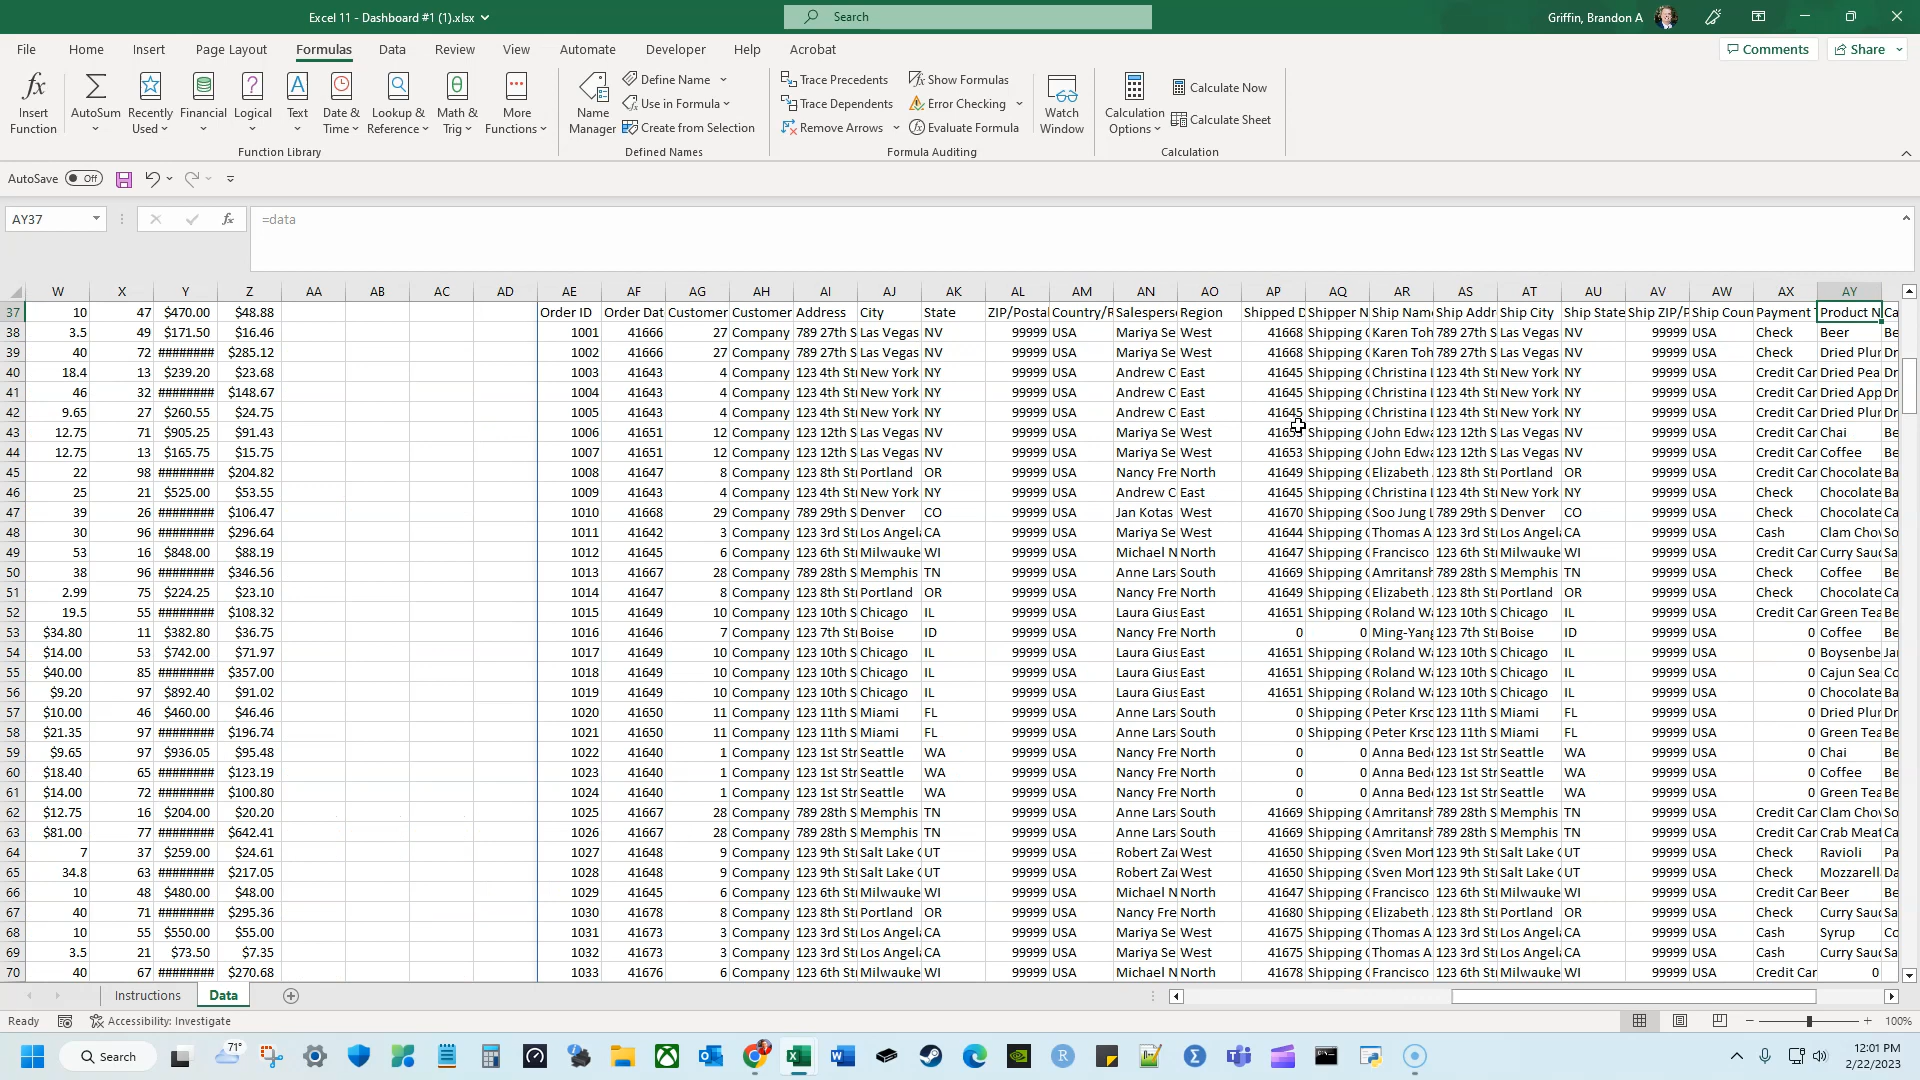 Excel 11 - Dashboard #1 (1).xlsx
Search
Griffin, Brandon A
File Home Insert Page Layout Formulas Data Review View Automate Developer Help Acrobat
Comments Share
Insert Function
AutoSum
Recently Used
Financial
Logical
Text
Date & Time
Lookup & Reference
Math & Trig
More Functions
Function Library
Name Manager
Define Name
Use in Formula
Create from Selection
Defined Names
Trace Precedents
Trace Dependents
Remove Arrows
Show Formulas
Error Checking
Evaluate Formula
Formula Auditing
Watch Window
Calculation Options
Calculate Now
Calculate Sheet
Calculation
AutoSave Off
AY37 fx =data
W X Y Z AA AB AC AD AE AF AG AH AI AJ AK AL AM AN AO AP AQ AR AS AT AU AV AW AX AY
37 10 47 $470.00 $48.88 Order ID Order Dat Customer Customer Address City State ZIP/Postal Country/R Salespers Region Shipped D Shipper N Ship Name Ship Addr Ship City Ship State Ship ZIP/P Ship Coun Payment Product N Ca
38 3.5 49 $171.50 $16.46 1001 41666 27 Company 789 27th S Las Vegas NV 99999 USA Mariya Se West 41668 Shipping Karen Toh 789 27th S Las Vegas NV 99999 USA Check Beer Be
39 40 72 ######## $285.12 1002 41666 27 Company 789 27th S Las Vegas NV 99999 USA Mariya Se West 41668 Shipping Karen Toh 789 27th S Las Vegas NV 99999 USA Check Dried Plur Dr
40 18.4 13 $239.20 $23.68 1003 41643 4 Company 123 4th St New York NY 99999 USA Andrew C East 41645 Shipping Christina 123 4th St New York NY 99999 USA Credit Car Dried Pea Dr
41 46 32 ######## $148.67 1004 41643 4 Company 123 4th St New York NY 99999 USA Andrew C East 41645 Shipping Christina 123 4th St New York NY 99999 USA Credit Car Dried App Dr
42 9.65 27 $260.55 $24.75 1005 41643 4 Company 123 4th St New York NY 99999 USA Andrew C East 41645 Shipping Christina 123 4th St New York NY 99999 USA Credit Car Dried Plur Dr
43 12.75 71 $905.25 $91.43 1006 41651 12 Company 123 12th S Las Vegas NV 99999 USA Mariya Se West 41653 Shipping John Edwa 123 12th S Las Vegas NV 99999 USA Credit Car Chai Be
44 12.75 13 $165.75 $15.75 1007 41651 12 Company 123 12th S Las Vegas NV 99999 USA Mariya Se West 41653 Shipping John Edwa 123 12th S Las Vegas NV 99999 USA Credit Car Coffee Be
45 22 98 ######## $204.82 1008 41647 8 Company 123 8th St Portland OR 99999 USA Nancy Fre North 41649 Shipping Elizabeth 123 8th St Portland OR 99999 USA Credit Car Chocolate Ba
46 25 21 $525.00 $53.55 1009 41643 4 Company 123 4th St New York NY 99999 USA Andrew C East 41645 Shipping Christina 123 4th St New York NY 99999 USA Check Chocolate Ba
47 39 26 ######## $106.47 1010 41668 29 Company 789 29th S Denver CO 99999 USA Jan Kotas West 41670 Shipping Soo Jung L 789 29th S Denver CO 99999 USA Check Chocolate Ca
48 30 96 ######## $296.64 1011 41642 3 Company 123 3rd St Los Angel CA 99999 USA Mariya Se West 41644 Shipping Thomas A 123 3rd St Los Angel CA 99999 USA Cash Clam Cho So
49 53 16 $848.00 $88.19 1012 41645 6 Company 123 6th St Milwauke WI 99999 USA Michael N North 41647 Shipping Francisco 123 6th St Milwauke WI 99999 USA Credit Car Curry Sauc Sa
50 38 96 ######## $346.56 1013 41667 28 Company 789 28th S Memphis TN 99999 USA Anne Lars South 41669 Shipping Amritansh 789 28th S Memphis TN 99999 USA Check Coffee Be
51 2.99 75 $224.25 $23.10 1014 41647 8 Company 123 8th St Portland OR 99999 USA Nancy Fre North 41649 Shipping Elizabeth 123 8th St Portland OR 99999 USA Check Chocolate Ba
52 19.5 55 ######## $108.32 1015 41649 10 Company 123 10th S Chicago IL 99999 USA Laura Gius East 41651 Shipping Roland Wa 123 10th S Chicago IL 99999 USA Credit Car Green Tea Be
53 $34.80 11 $382.80 $36.75 1016 41646 7 Company 123 7th St Boise ID 99999 USA Nancy Fre North 0 0 Ming-Yang 123 7th St Boise ID 99999 USA 0 Coffee Be
54 $14.00 53 $742.00 $71.97 1017 41649 10 Company 123 10th S Chicago IL 99999 USA Laura Gius East 41651 Shipping Roland Wa 123 10th S Chicago IL 99999 USA 0 Boysenbe Jar
55 $40.00 85 ######## $357.00 1018 41649 10 Company 123 10th S Chicago IL 99999 USA Laura Gius East 41651 Shipping Roland Wa 123 10th S Chicago IL 99999 USA 0 Cajun Sea Co
56 $9.20 97 $892.40 $91.02 1019 41649 10 Company 123 10th S Chicago IL 99999 USA Laura Gius East 41651 Shipping Roland Wa 123 10th S Chicago IL 99999 USA 0 Chocolate Ba
57 $10.00 46 $460.00 $46.46 1020 41650 11 Company 123 11th S Miami FL 99999 USA Anne Lars South 0 Shipping Peter Krsc 123 11th S Miami FL 99999 USA 0 Dried Plur Dr
58 $21.35 97 ######## $196.74 1021 41650 11 Company 123 11th S Miami FL 99999 USA Anne Lars South 0 Shipping Peter Krsc 123 11th S Miami FL 99999 USA 0 Green Tea Be
59 $9.65 97 $936.05 $95.48 1022 41640 1 Company 123 1st Str Seattle WA 99999 USA Nancy Fre North 0 0 Anna Bed 123 1st Str Seattle WA 99999 USA 0 Chai Be
60 $18.40 65 ######## $123.19 1023 41640 1 Company 123 1st Str Seattle WA 99999 USA Nancy Fre North 0 0 Anna Bed 123 1st Str Seattle WA 99999 USA 0 Coffee Be
61 $14.00 72 ######## $100.80 1024 41640 1 Company 123 1st Str Seattle WA 99999 USA Nancy Fre North 0 0 Anna Bed 123 1st Str Seattle WA 99999 USA 0 Green Tea Be
62 $12.75 16 $204.00 $20.20 1025 41667 28 Company 789 28th S Memphis TN 99999 USA Anne Lars South 41669 Shipping Amritansh 789 28th S Memphis TN 99999 USA Credit Car Clam Cho So
63 $81.00 77 ######## $642.41 1026 41667 28 Company 789 28th S Memphis TN 99999 USA Anne Lars South 41669 Shipping Amritansh 789 28th S Memphis TN 99999 USA Credit Car Crab Meat Ca
64 7 37 $259.00 $24.61 1027 41648 9 Company 123 9th St Salt Lake UT 99999 USA Robert Za West 41650 Shipping Sven Mort 123 9th St Salt Lake UT 99999 USA Check Ravioli Pa
65 34.8 63 ######## $217.05 1028 41648 9 Company 123 9th St Salt Lake UT 99999 USA Robert Za West 41650 Shipping Sven Mort 123 9th St Salt Lake UT 99999 USA Check Mozzarell Da
66 10 48 $480.00 $48.00 1029 41645 6 Company 123 6th St Milwauke WI 99999 USA Michael N North 41647 Shipping Francisco 123 6th St Milwauke WI 99999 USA Credit Car Beer Be
67 40 71 ######## $295.36 1030 41678 8 Company 123 8th St Portland OR 99999 USA Nancy Fre North 41680 Shipping Elizabeth 123 8th St Portland OR 99999 USA Check Curry Sauc Sa
68 10 55 $550.00 $55.00 1031 41673 3 Company 123 3rd St Los Angel CA 99999 USA Mariya Se West 41675 Shipping Thomas A 123 3rd St Los Angel CA 99999 USA Cash Syrup Co
69 3.5 21 $73.50 $7.35 1032 41673 3 Company 123 3rd St Los Angel CA 99999 USA Mariya Se West 41675 Shipping Thomas A 123 3rd St Los Angel CA 99999 USA Cash Curry Sauc Sa
70 40 67 ######## $270.68 1033 41676 6 Company 123 6th St Milwauke WI 99999 USA Michael N North 41678 Shipping Francisco 123 6th St Milwauke WI 99999 USA Credit Car 0
Instructions Data
Ready Accessibility: Investigate 100%
Search 71° 12:01 PM
2/22/2023